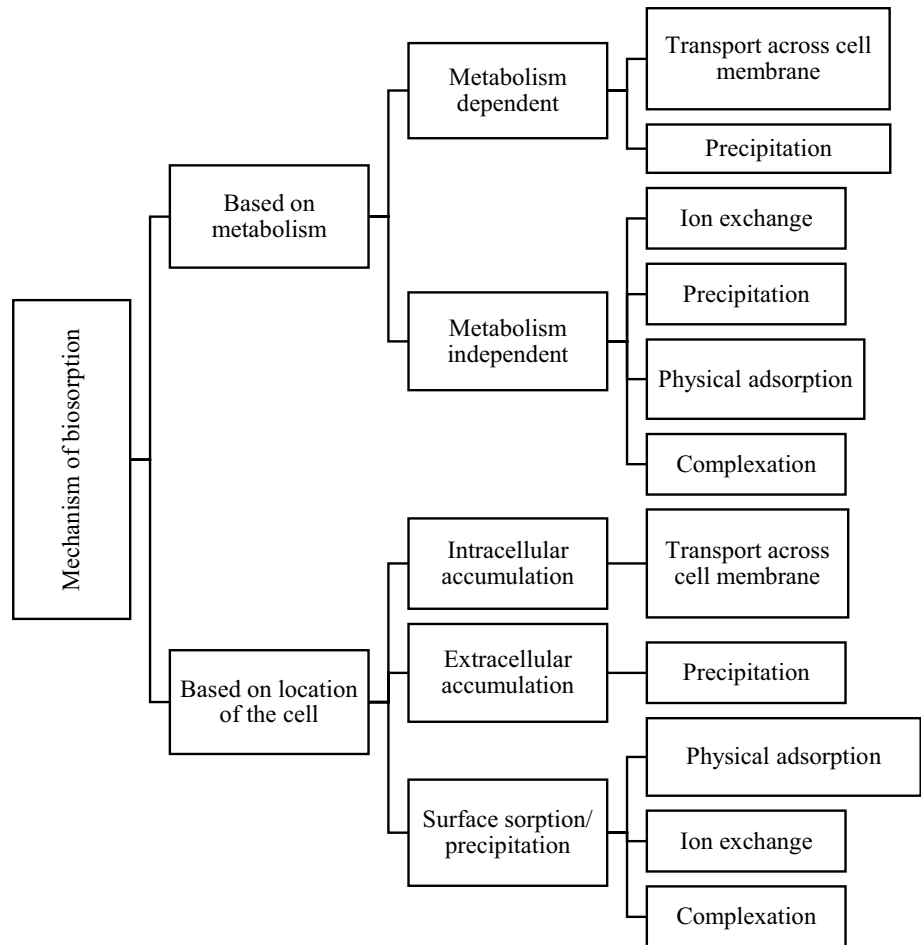 Mechanism of biosorption
Based on
metabolism
Metabolism
dependent
Transport across cell
membrane
Precipitation
Metabolism
independent
Ion exchange
Precipitation
Physical adsorption
Complexation
Based on location
of the cell
Intracellular
accumulation
Transport across
cell membrane
Extracellular
accumulation
Precipitation
Surface sorption/
precipitation
Physical adsorption
Ion exchange
Complexation